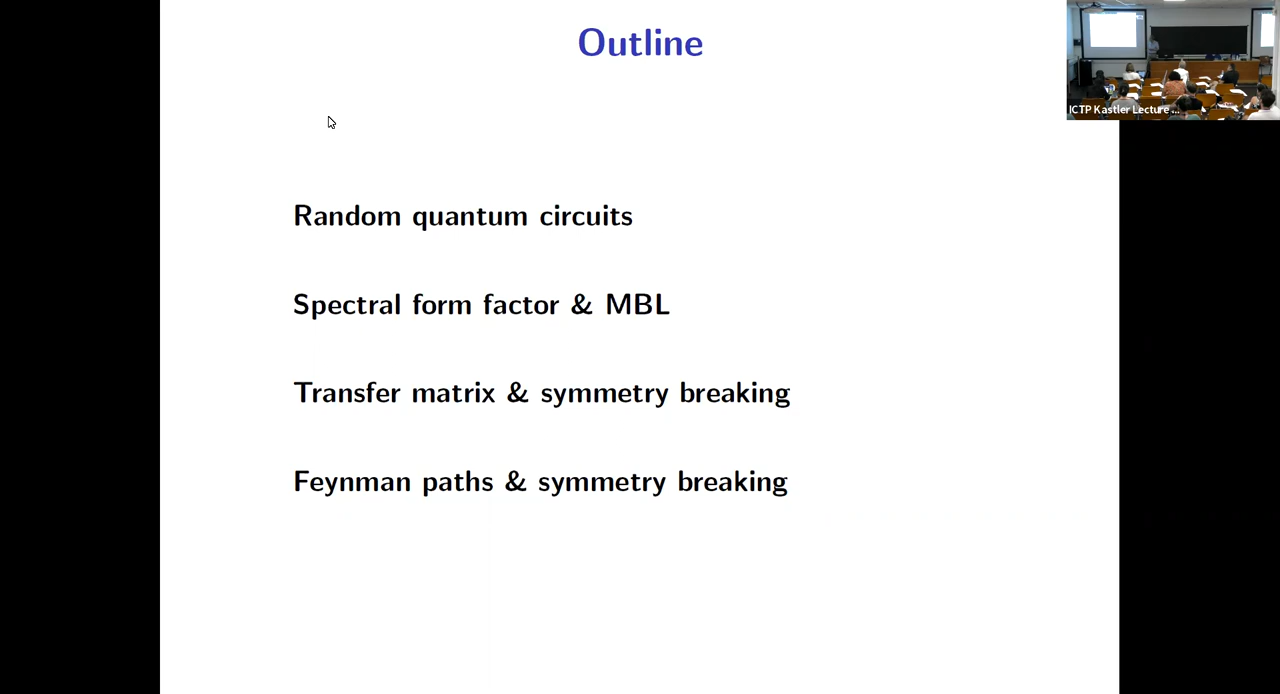 Outline
ICTP Kastler Lecture ...
Random quantum circuits
Spectral form factor & MBL
Transfer matrix & symmetry breaking
Feynman paths & symmetry breaking